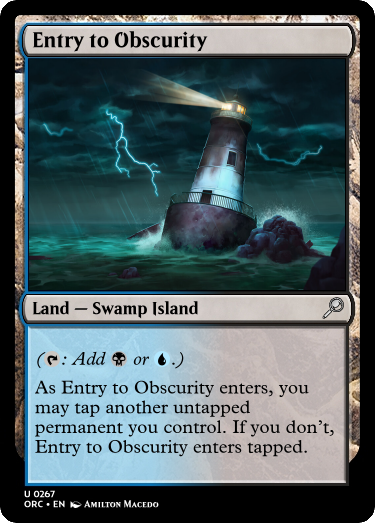 Entry to Obscurity
Land — Swamp Island
(: Add or .)
As Entry to Obscurity enters, you
may tap another untapped
permanent you control. If you don't,
Entry to Obscurity enters tapped.
U 0267
ORC • EN Amilton Macedo